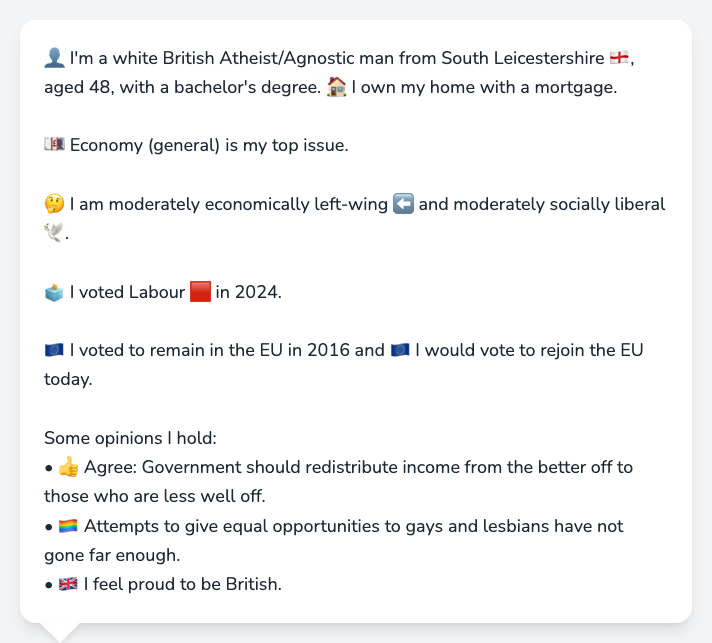 👤 I'm a white British Atheist/Agnostic man from South Leicestershire 🏴󠁧󠁢󠁥󠁮󠁧󠁿,
aged 48, with a bachelor's degree. 🏠 I own my home with a mortgage.
💷 Economy (general) is my top issue.
🤔 I am moderately economically left-wing ⬅️ and moderately socially liberal
🕊️.
🗳️ I voted Labour 🟥 in 2024.
🇪🇺 I voted to remain in the EU in 2016 and 🇪🇺 I would vote to rejoin the EU
today.
Some opinions I hold:
• 👍 Agree: Government should redistribute income from the better off to
those who are less well off.
• 🏳️‍🌈 Attempts to give equal opportunities to gays and lesbians have not
gone far enough.
• 🇬🇧 I feel proud to be British.